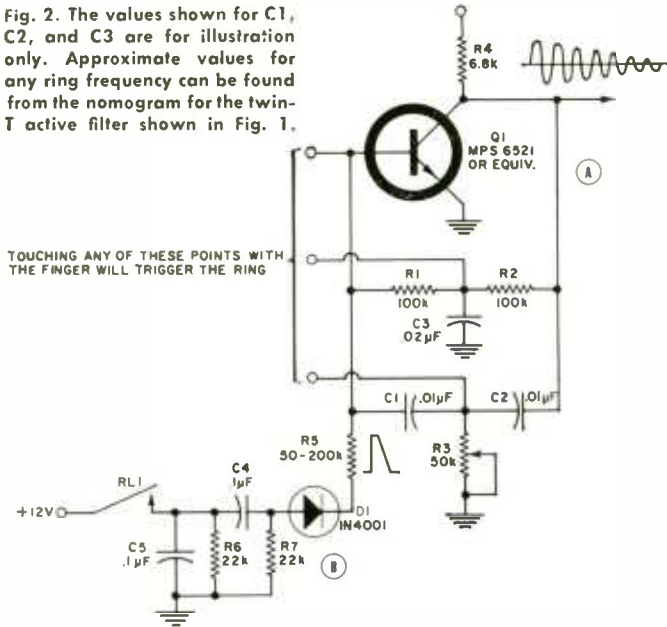 Fig. 2. The values shown for C1,
C2, and C3 are for illustration
only. Approximate values for
any ring frequency can be found
from the nomogram for the twin-
T active filter shown in Fig. 1.
R4
6.8k
Q1
MPS 6521
OR EQUIV.
A
TOUCHING ANY OF THESE POINTS WITH
THE FINGER WILL TRIGGER THE RING
R1
100k
R2
100k
C3
.02µF
C1 .01µF
C2 .01µF
R5
50-200k
R3
50k
RL1
C4
1µF
+12V
D1
1N4001
C5
.1µF
R6
22k
R7
22k
B